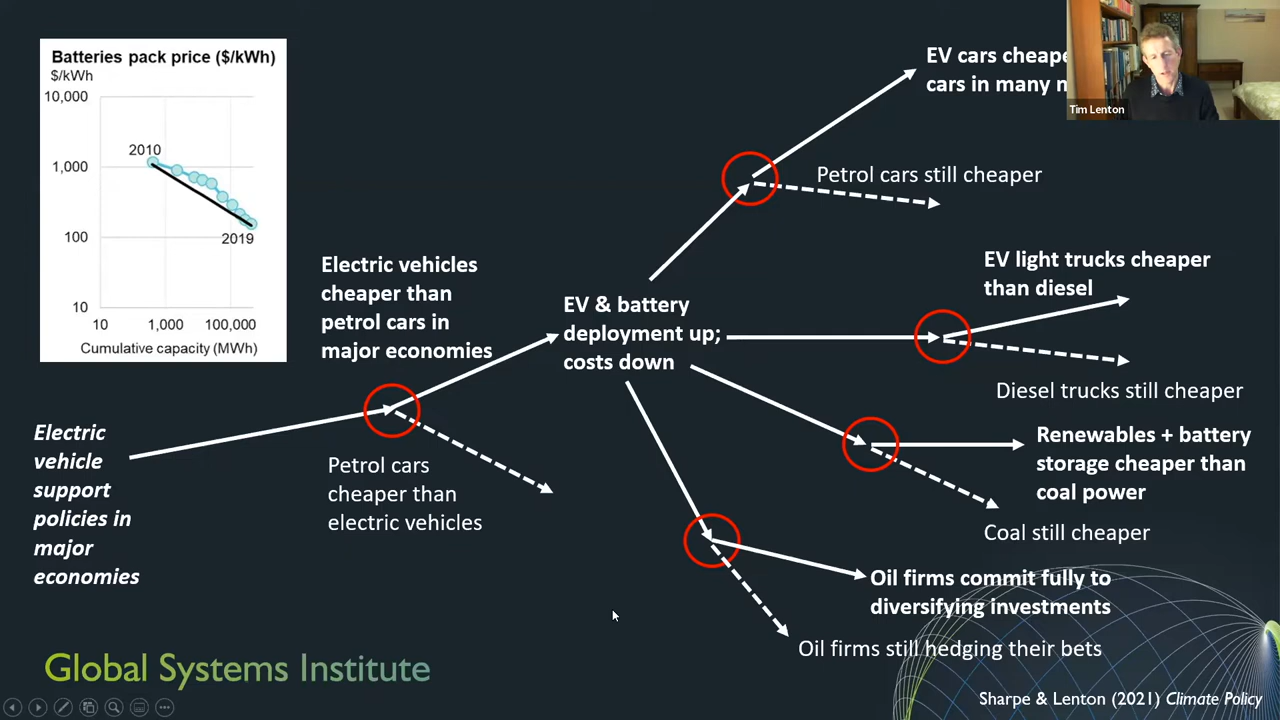 Batteries pack price ($/kWh)
$/kWh
10,000
1,000
100
10
2010
2019
10
1,000
100,000
Cumulative capacity (MWh)
Electric
vehicle
support
policies in
major
economies
Electric vehicles
cheaper than
petrol cars in
major economies
Petrol cars
cheaper than
electric vehicles
EV & battery
deployment up;
costs down
EV cars
cars in many
Petrol cars still cheaper
EV light trucks cheaper
than diesel
Diesel trucks still cheaper
Renewables + battery
storage cheaper than
coal power
Coal still cheaper
Oil firms commit fully to
diversifying investments
Oil firms still hedging their bets
Tim Lenton
Global Systems Institute
Sharpe & Lenton (2021) Climate Policy